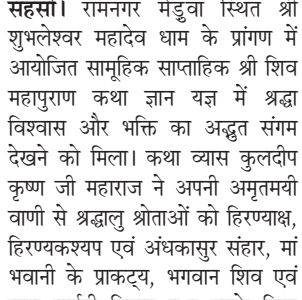 सहसों। रामनगर मेंडुवा स्थित श्री
शुभलेश्वर महादेव धाम के प्रांगण में
आयोजित सामूहिक साप्ताहिक श्री शिव
महापुराण कथा ज्ञान यज्ञ में श्रद्धा
विश्वास और भक्ति का अद्भुत संगम
देखने को मिला। कथा व्यास कुलदीप
कृष्ण जी महाराज ने अपनी अमृतमयी
वाणी से श्रद्धालु श्रोताओं को हिरण्याक्ष,
हिरण्यकश्यप एवं अंधकासुर संहार, मां
भवानी के प्राकट्य, भगवान शिव एवं